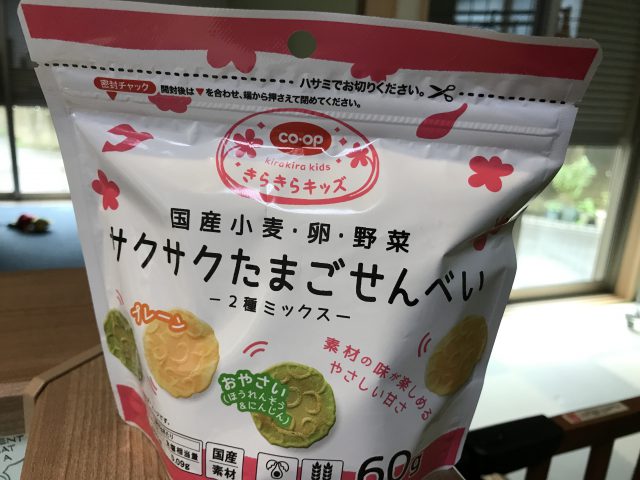 ハサミでお切りください。
密封チャック
開封後は▼を合わせ、端から押さえて閉めてください。
CO・OP
kirakira kids
きらきらキッズ
国産小麦・卵・野菜
サクサクたまごせんべい
ー2種ミックスー
プレーン
素材の味が楽しめる
やさしい甘さ
おやさい
(ほうれんそう
&にんじん)
国産
素材
60g